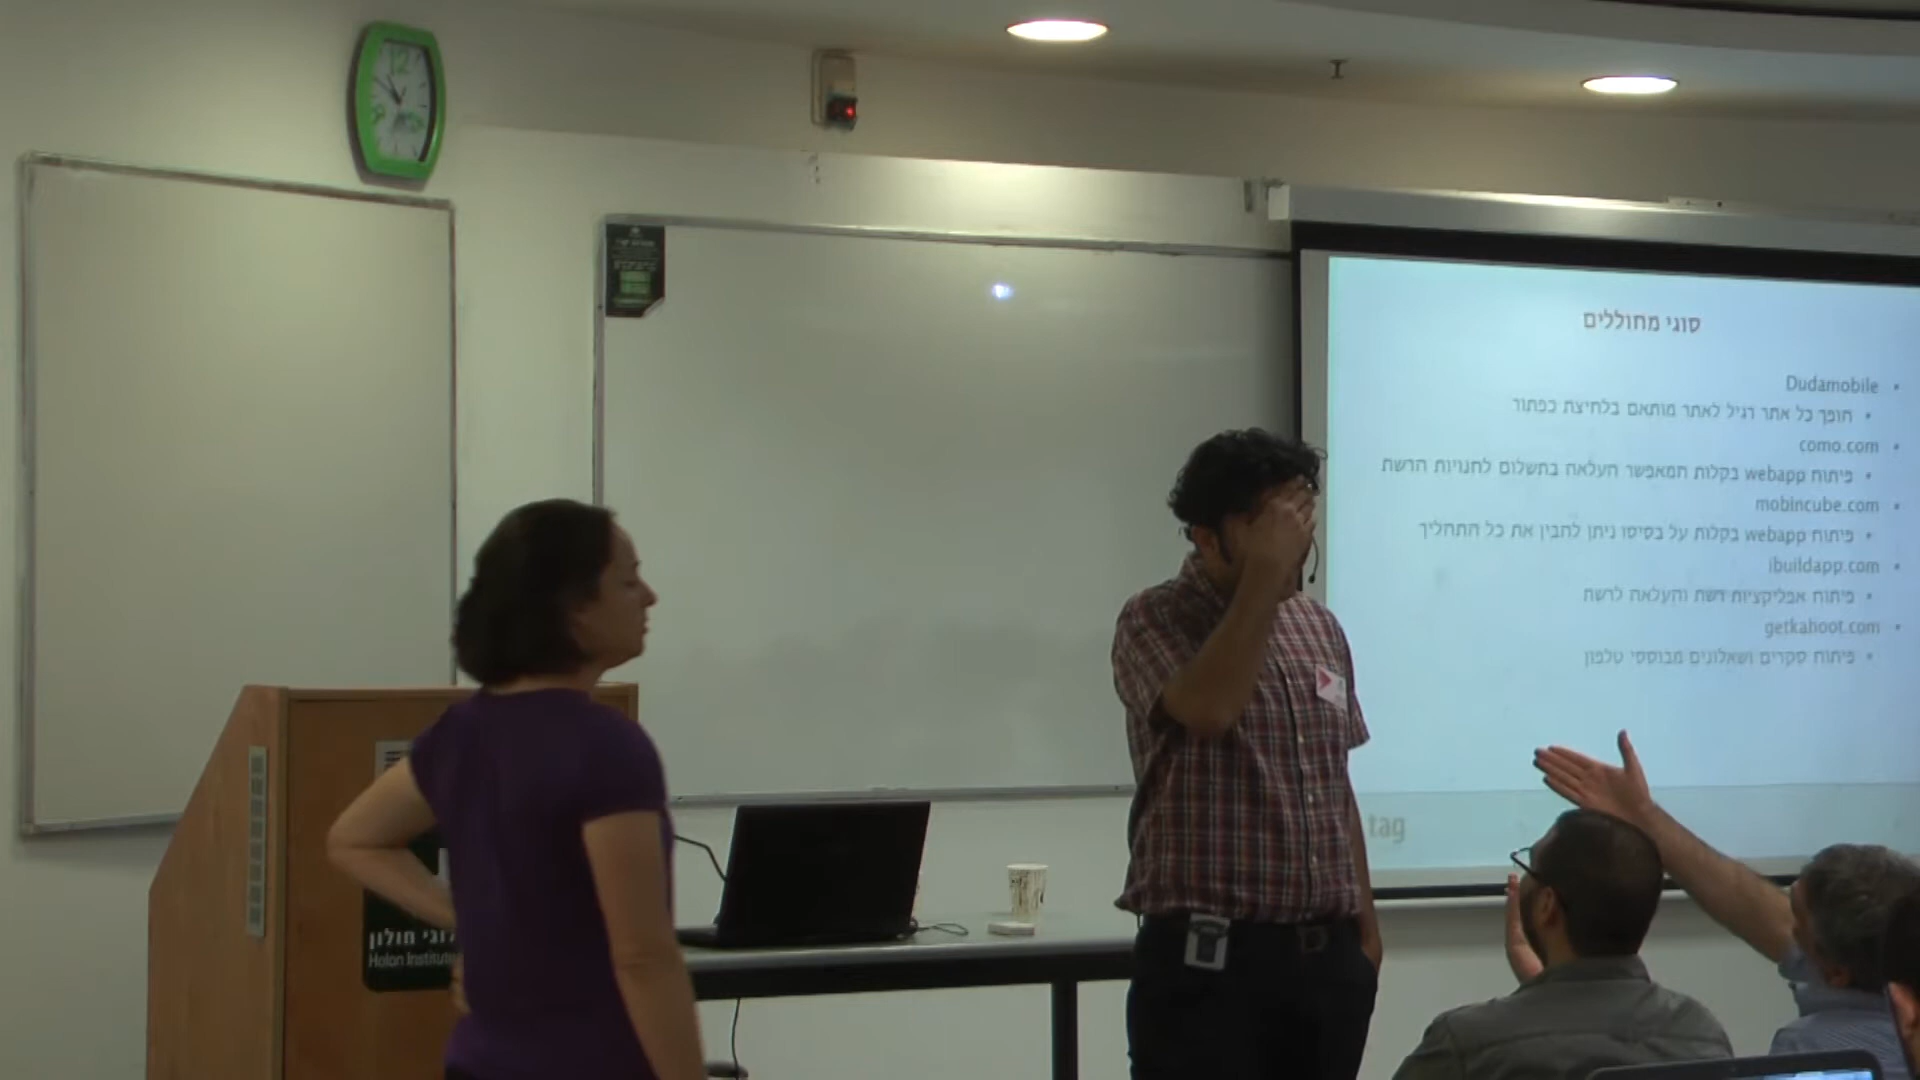 סוגי מחוללים
Dudamobile
הופך כל אתר רגיל לאתר מותאם בלחיצת כפתור
como.com
פיתוח webapp בקלות המאפשר העלאה בתשלום לחנויות הרשת
mobincube.com
פיתוח webapp בקלות על בסיסו ניתן להבין את כל התהליך
ibuildapp.com
פיתוח אפליקציות רשת והעלאה לרשת
getkahoot.com
פיתוח סקרים ושאלונים מבוססי טלפון
tag
12
חולון
Holon Institute